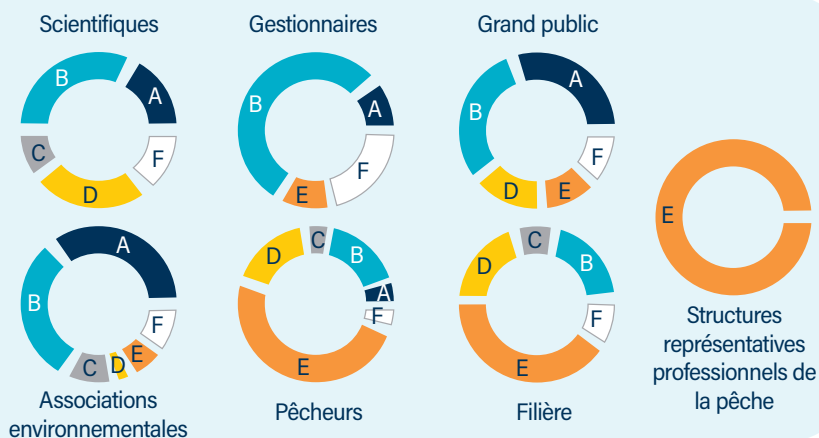 Scientifiques
B
A
C
F
D
Gestionnaires
B
A
F
E
Grand public
A
B
F
D
E
E
Structures
représentatives
professionnels de
la pêche
A
B
F
E
D
C
Associations
environnementales
C
D
B
A
F
E
Pêcheurs
C
D
B
F
E
Filière